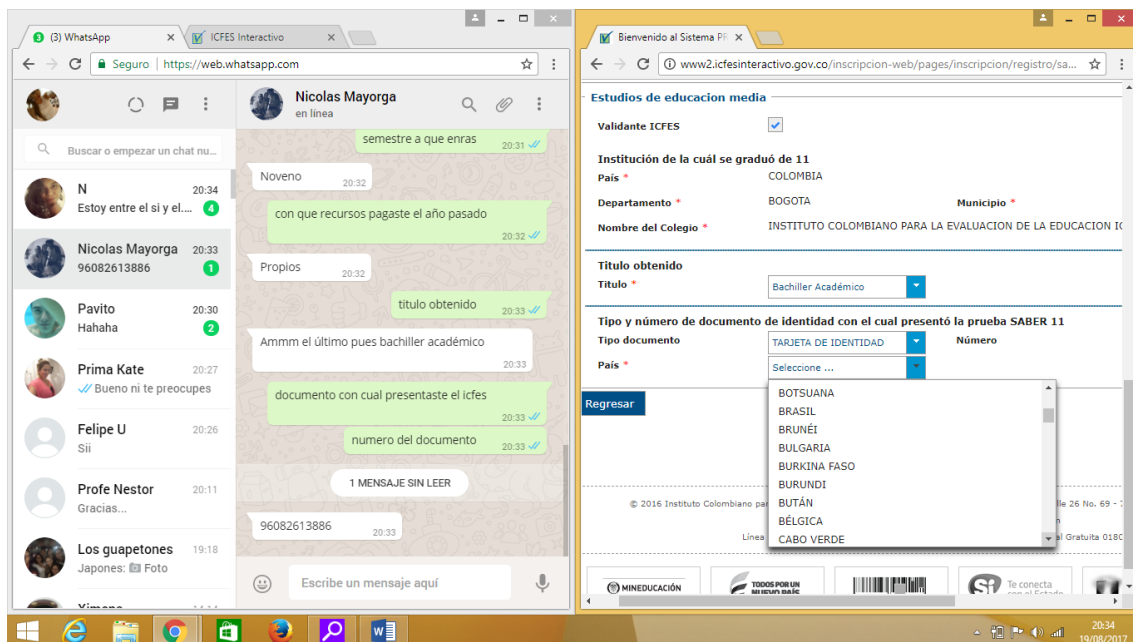 (3) WhatsApp
ICFES Interactivo
Seguro | https://web.whatsapp.com
Buscar o empezar un chat nu...
N 20:34
Estoy entre el si y el.... 4
Nicolas Mayorga 20:33
96082613886 1
Pavito 20:30
Hahaha 2
Prima Kate 20:27
Bueno ni te preocupes
Felipe U 20:26
Sii
Profe Nestor 20:11
Gracias...
Los guapetones 19:18
Japones: Foto
Nicolas Mayorga
en línea
semestre a que enras 20:31
Noveno 20:32
con que recursos pagaste el año pasado
20:32
Propios 20:32
titulo obtenido 20:33
Ammm el último pues bachiller académico
20:33
documento con cual presentaste el icfes
20:33
numero del documento 20:33
1 MENSAJE SIN LEER
96082613886 20:33
Escribe un mensaje aquí
Bienvenido al Sistema PR
www2.icfesinteractivo.gov.co/inscripcion-web/pages/inscripcion/registro/sa...
Estudios de educacion media
Validante ICFES
Institución de la cuál se graduó de 11
País * COLOMBIA
Departamento * BOGOTA Municipio *
Nombre del Colegio * INSTITUTO COLOMBIANO PARA LA EVALUACION DE LA EDUCACION
Titulo obtenido
Titulo * Bachiller Académico
Tipo y número de documento de identidad con el cual presentó la prueba SABER 11
Tipo documento TARJETA DE IDENTIDAD Número
País * Seleccione ...
BOTSUANA
BRASIL
BRUNÉI
BULGARIA
BURKINA FASO
BURUNDI
BUTÁN
BÉLGICA
CABO VERDE
Regresar
© 2016 Instituto Colombiano 26 No. 69 -
Línea Gratuita
MINEDUCACIÓN
TODOS POR UN
NUEVO PAÍS
Sí Te conecta
con el Estado
20:34
19/08/2017